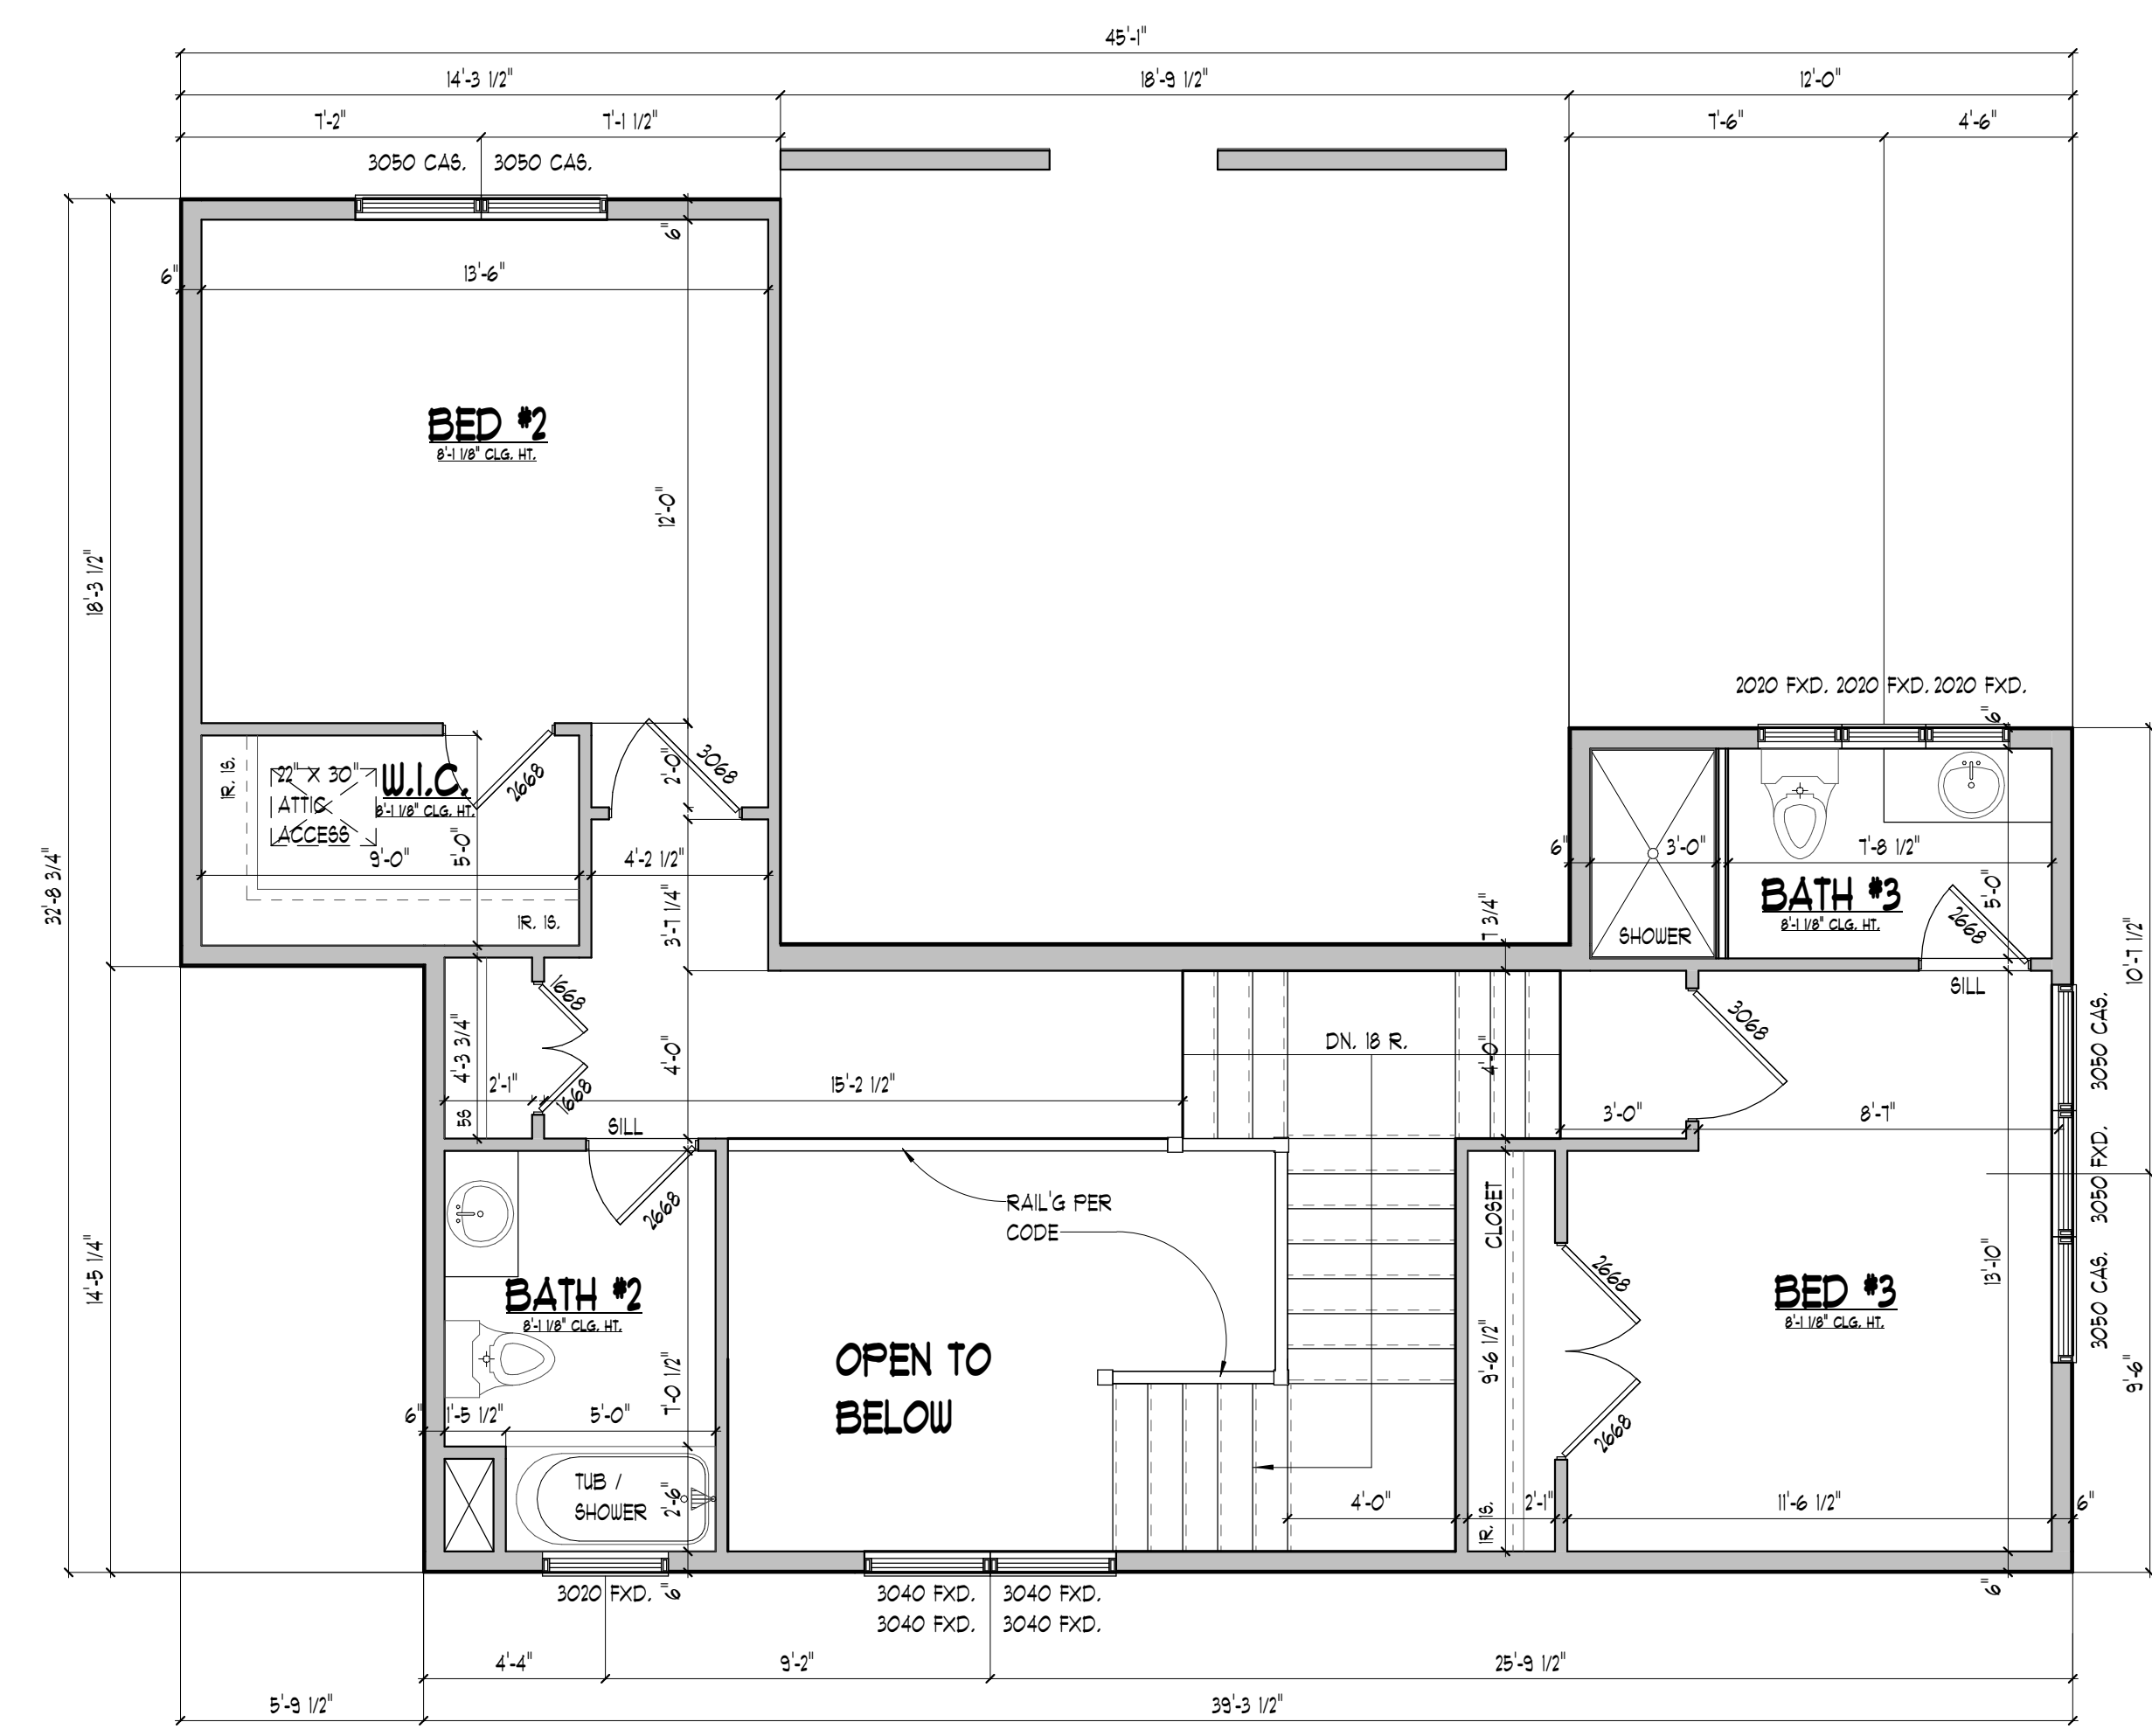 45'-1"
14'-3 1/2"
18'-9 1/2"
12'-0"
7'-2"
7'-1 1/2"
7'-6"
4'-6"
3050 CAS.
3050 CAS.
6"
6"
13'-6"
BED #2
8'-1 1/8" CLG. HT.
12'-0"
18'-3 1/2"
32'-8 3/4"
14'-5 1/4"
2020 FXD. 2020 FXD. 2020 FXD.
6"
1R. 1S.
22" X 30"
ATTIC
ACCESS
W.I.C.
8'-1 1/8" CLG. HT.
2668
2'-0"
3068
9'-0"
5'-0"
4'-2 1/2"
1R. 1S.
3'-7 1/4"
7 3/4"
6"
3'-0"
7'-8 1/2"
BATH #3
8'-1 1/8" CLG. HT.
5'-0"
2668
SHOWER
SILL
10'-7 1/2"
1668
4'-3 3/4"
2'-1"
1668
5S
4'-0"
15'-2 1/2"
DN. 18 R.
4'-0"
3068
3'-0"
8'-7"
3050 CAS.
3050 FXD.
3050 CAS.
SILL
2668
RAIL'G PER
CODE
CLOSET
2668
BATH #2
8'-1 1/8" CLG. HT.
BED #3
8'-1 1/8" CLG. HT.
13'-10"
9'-6"
OPEN TO
BELOW
9'-6 1/2"
2668
7'-0 1/2"
6"
1'-5 1/2"
5'-0"
TUB /
SHOWER
2'-6"
4'-0"
1R. 1S.
2'-1"
11'-6 1/2"
6"
3020 FXD.
6"
3040 FXD.
3040 FXD.
3040 FXD.
3040 FXD.
6"
4'-4"
9'-2"
25'-9 1/2"
5'-9 1/2"
39'-3 1/2"